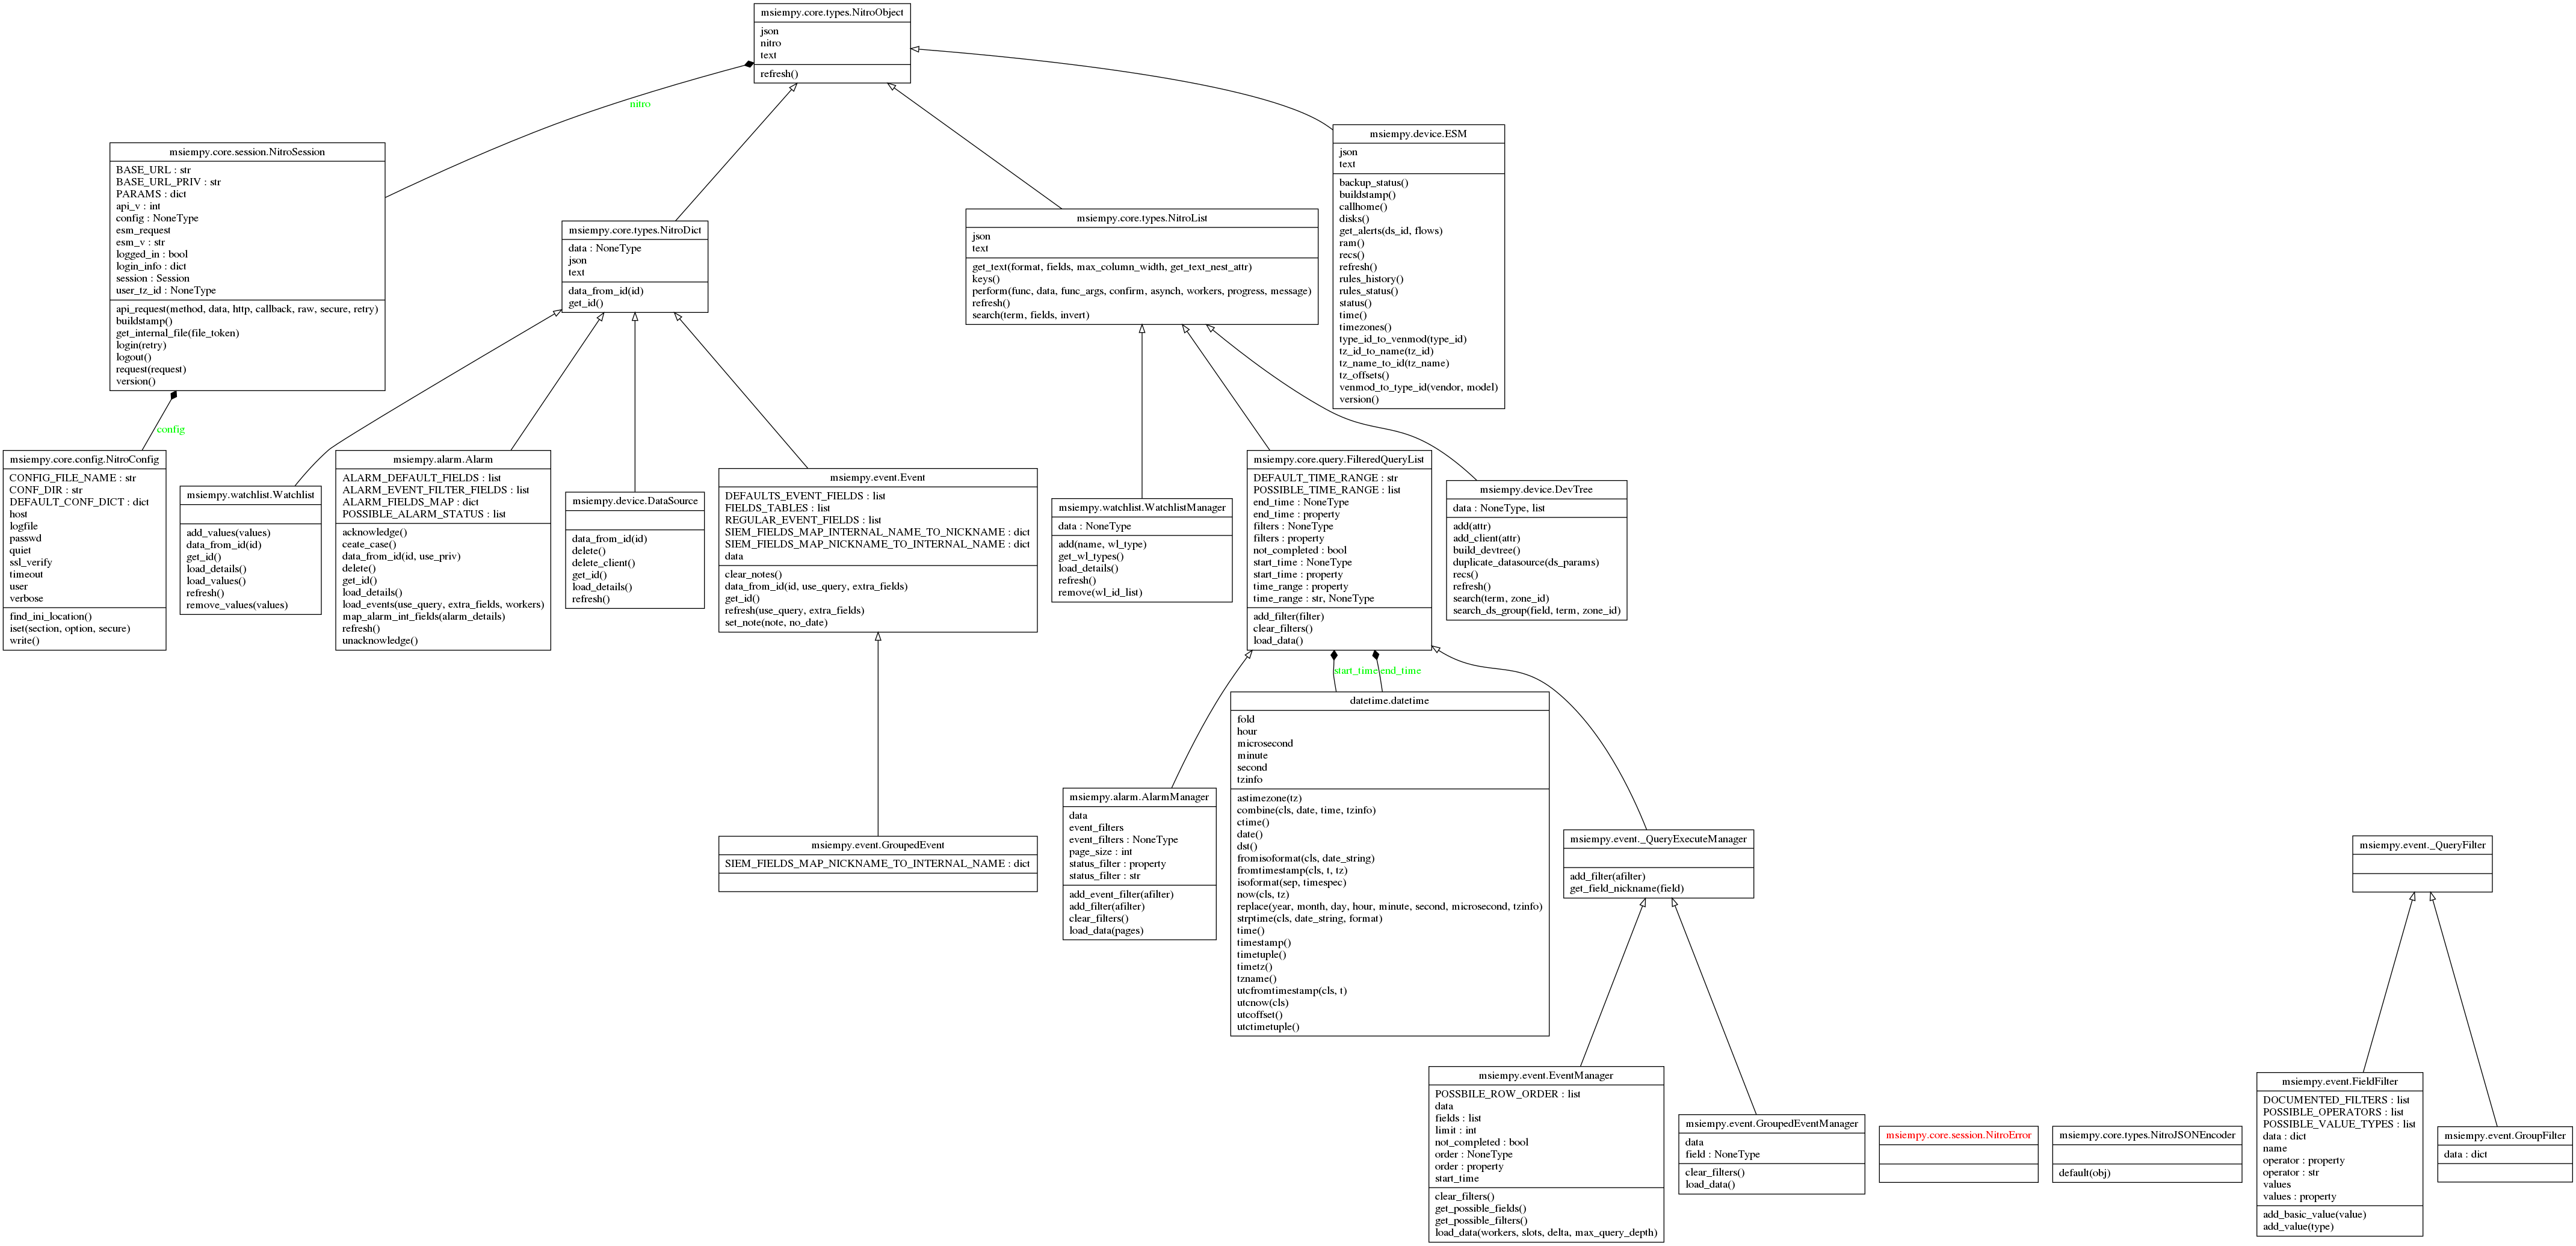 msiempy.core.types.NitroObject
json
nitro
text
refresh()
nitro
msiempy.device.ESM
json
text
backup_status()
buildstamp()
callhome()
disks()
get_alerts(ds_id, flows)
ram()
recs()
refresh()
rules_history()
rules_status()
status()
time()
timezones()
type_id_to_venmod(type_id)
tz_id_to_name(tz_id)
tz_name_to_id(tz_name)
tz_offsets()
venmod_to_type_id(vendor, model)
version()
msiempy.core.session.NitroSession
BASE_URL : str
BASE_URL_PRIV : str
PARAMS : dict
api_v : int
config : NoneType
esm_request
esm_v : str
logged_in : bool
login_info : dict
session : Session
user_tz_id : NoneType
api_request(method, data, http, callback, raw, secure, retry)
buildstamp()
get_internal_file(file_token)
login(retry)
logout()
request(request)
version()
msiempy.core.types.NitroDict
data : NoneType
json
text
data_from_id(id)
get_id()
msiempy.core.types.NitroList
json
text
get_text(format, fields, max_column_width, get_text_nest_attr)
keys()
perform(func, data, func_args, confirm, asynch, workers, progress, message)
refresh()
search(term, fields, invert)
config
msiempy.core.config.NitroConfig
CONFIG_FILE_NAME : str
CONF_DIR : str
DEFAULT_CONF_DICT : dict
host
logfile
passwd
quiet
ssl_verify
timeout
user
verbose
find_ini_location()
iset(section, option, secure)
write()
msiempy.watchlist.Watchlist
add_values(values)
data_from_id(id)
get_id()
load_details()
load_values()
refresh()
remove_values(values)
msiempy.alarm.Alarm
ALARM_DEFAULT_FIELDS : list
ALARM_EVENT_FILTER_FIELDS : list
ALARM_FIELDS_MAP : dict
POSSIBLE_ALARM_STATUS : list
acknowledge()
ceate_case()
data_from_id(id, use_priv)
delete()
get_id()
load_details()
load_events(use_query, extra_fields, workers)
map_alarm_int_fields(alarm_details)
refresh()
unacknowledge()
msiempy.device.DataSource
data_from_id(id)
delete()
delete_client()
get_id()
load_details()
refresh()
msiempy.event.Event
DEFAULTS_EVENT_FIELDS : list
FIELDS_TABLES : list
REGULAR_EVENT_FIELDS : list
SIEM_FIELDS_MAP_INTERNAL_NAME_TO_NICKNAME : dict
SIEM_FIELDS_MAP_NICKNAME_TO_INTERNAL_NAME : dict
data
clear_notes()
data_from_id(id, use_query, extra_fields)
get_id()
refresh(use_query, extra_fields)
set_note(note, no_date)
msiempy.watchlist.WatchlistManager
data : NoneType
add(name, wl_type)
get_wl_types()
load_details()
refresh()
remove(wl_id_list)
msiempy.core.query.FilteredQueryList
DEFAULT_TIME_RANGE : str
POSSIBLE_TIME_RANGE : list
end_time : NoneType
end_time : property
filters : NoneType
filters : property
not_completed : bool
start_time : NoneType
start_time : property
time_range : property
time_range : str, NoneType
add_filter(filter)
clear_filters()
load_data()
msiempy.device.DevTree
data : NoneType, list
add(attr)
add_client(attr)
build_devtree()
duplicate_datasource(ds_params)
recs()
refresh()
search(term, zone_id)
search_ds_group(field, term, zone_id)
start_time
end_time
msiempy.event.GroupedEvent
SIEM_FIELDS_MAP_NICKNAME_TO_INTERNAL_NAME : dict
msiempy.alarm.AlarmManager
data
event_filters
event_filters : NoneType
page_size : int
status_filter : property
status_filter : str
add_event_filter(afilter)
add_filter(afilter)
clear_filters()
load_data(pages)
datetime.datetime
fold
hour
microsecond
minute
second
tzinfo
astimezone(tz)
combine(cls, date, time, tzinfo)
ctime()
date()
dst()
fromisoformat(cls, date_string)
fromtimestamp(cls, t, tz)
isoformat(sep, timespec)
now(cls, tz)
replace(year, month, day, hour, minute, second, microsecond, tzinfo)
strptime(cls, date_string, format)
time()
timestamp()
timetuple()
timetz()
tzname()
utcfromtimestamp(cls, t)
utcnow(cls)
utcoffset()
utctimetuple()
msiempy.event._QueryExecuteManager
add_filter(afilter)
get_field_nickname(field)
msiempy.event._QueryFilter
msiempy.event.EventManager
POSSBILE_ROW_ORDER : list
data
fields : list
limit : int
not_completed : bool
order : NoneType
order : property
start_time
clear_filters()
get_possible_fields()
get_possible_filters()
load_data(workers, slots, delta, max_query_depth)
msiempy.event.GroupedEventManager
data
field : NoneType
clear_filters()
load_data()
msiempy.core.session.NitroError
msiempy.core.types.NitroJSONEncoder
default(obj)
msiempy.event.FieldFilter
DOCUMENTED_FILTERS : list
POSSIBLE_OPERATORS : list
POSSIBLE_VALUE_TYPES : list
data : dict
name
operator : property
operator : str
values
values : property
add_basic_value(value)
add_value(type)
msiempy.event.GroupFilter
data : dict